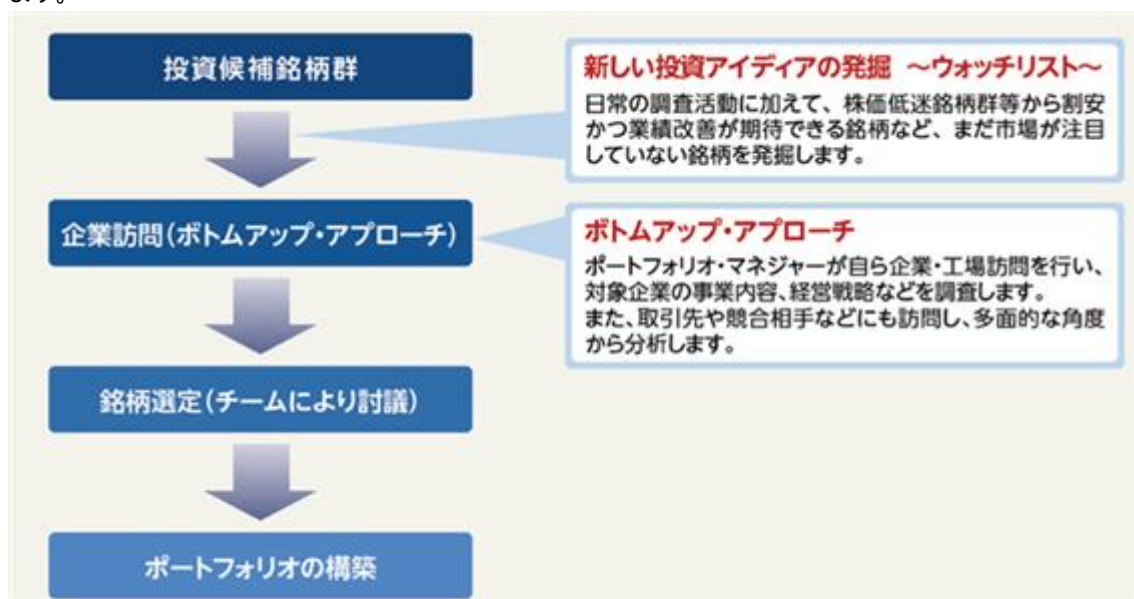 ます。
投資候補銘柄群
新しい投資アイディアの発掘 ~ウォッチリスト~
日常の調査活動に加えて、株価低迷銘柄群等から割安
かつ業績改善が期待できる銘柄など、まだ市場が注目
していない銘柄を発掘します。
企業訪問(ボトムアップ・アプローチ)
ボトムアップ・アプローチ
ポートフォリオ・マネジャーが自ら企業・工場訪問を行い、
対象企業の事業内容、経営戦略などを調査します。
また、取引先や競合相手などにも訪問し、多面的な角度
から分析します。
銘柄選定(チームにより討議)
ポートフォリオの構築